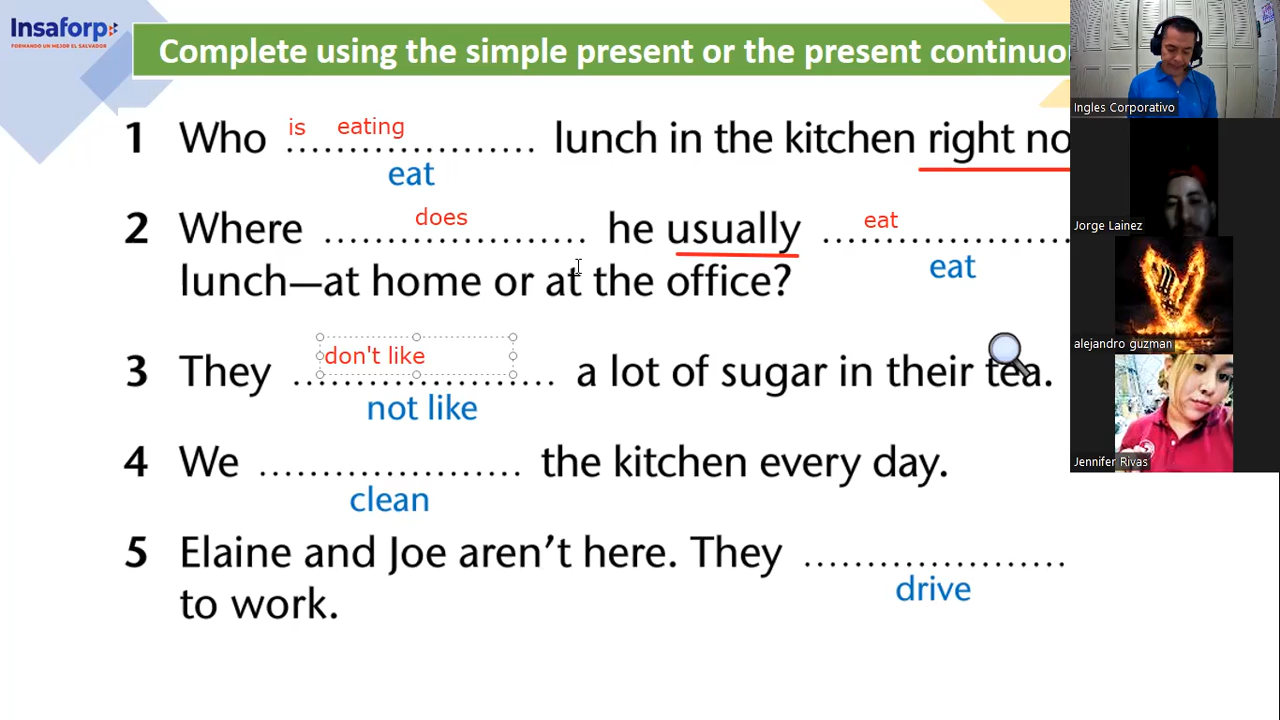 Insaforp
FORMANDO UN MEJOR EL SALVADOR
Complete using the simple present or the present continuo
1 Who is eating lunch in the kitchen right no
eat
2 Where does he usually eat
eat
lunch—at home or at the office?
3 They don't like a lot of sugar in their tea.
not like
4 We .................... the kitchen every day.
clean
5 Elaine and Joe aren't here. They ....................
drive
to work.
Ingles Corporativo
Jorge Lainez
alejandro guzman
Jennifer Rivas